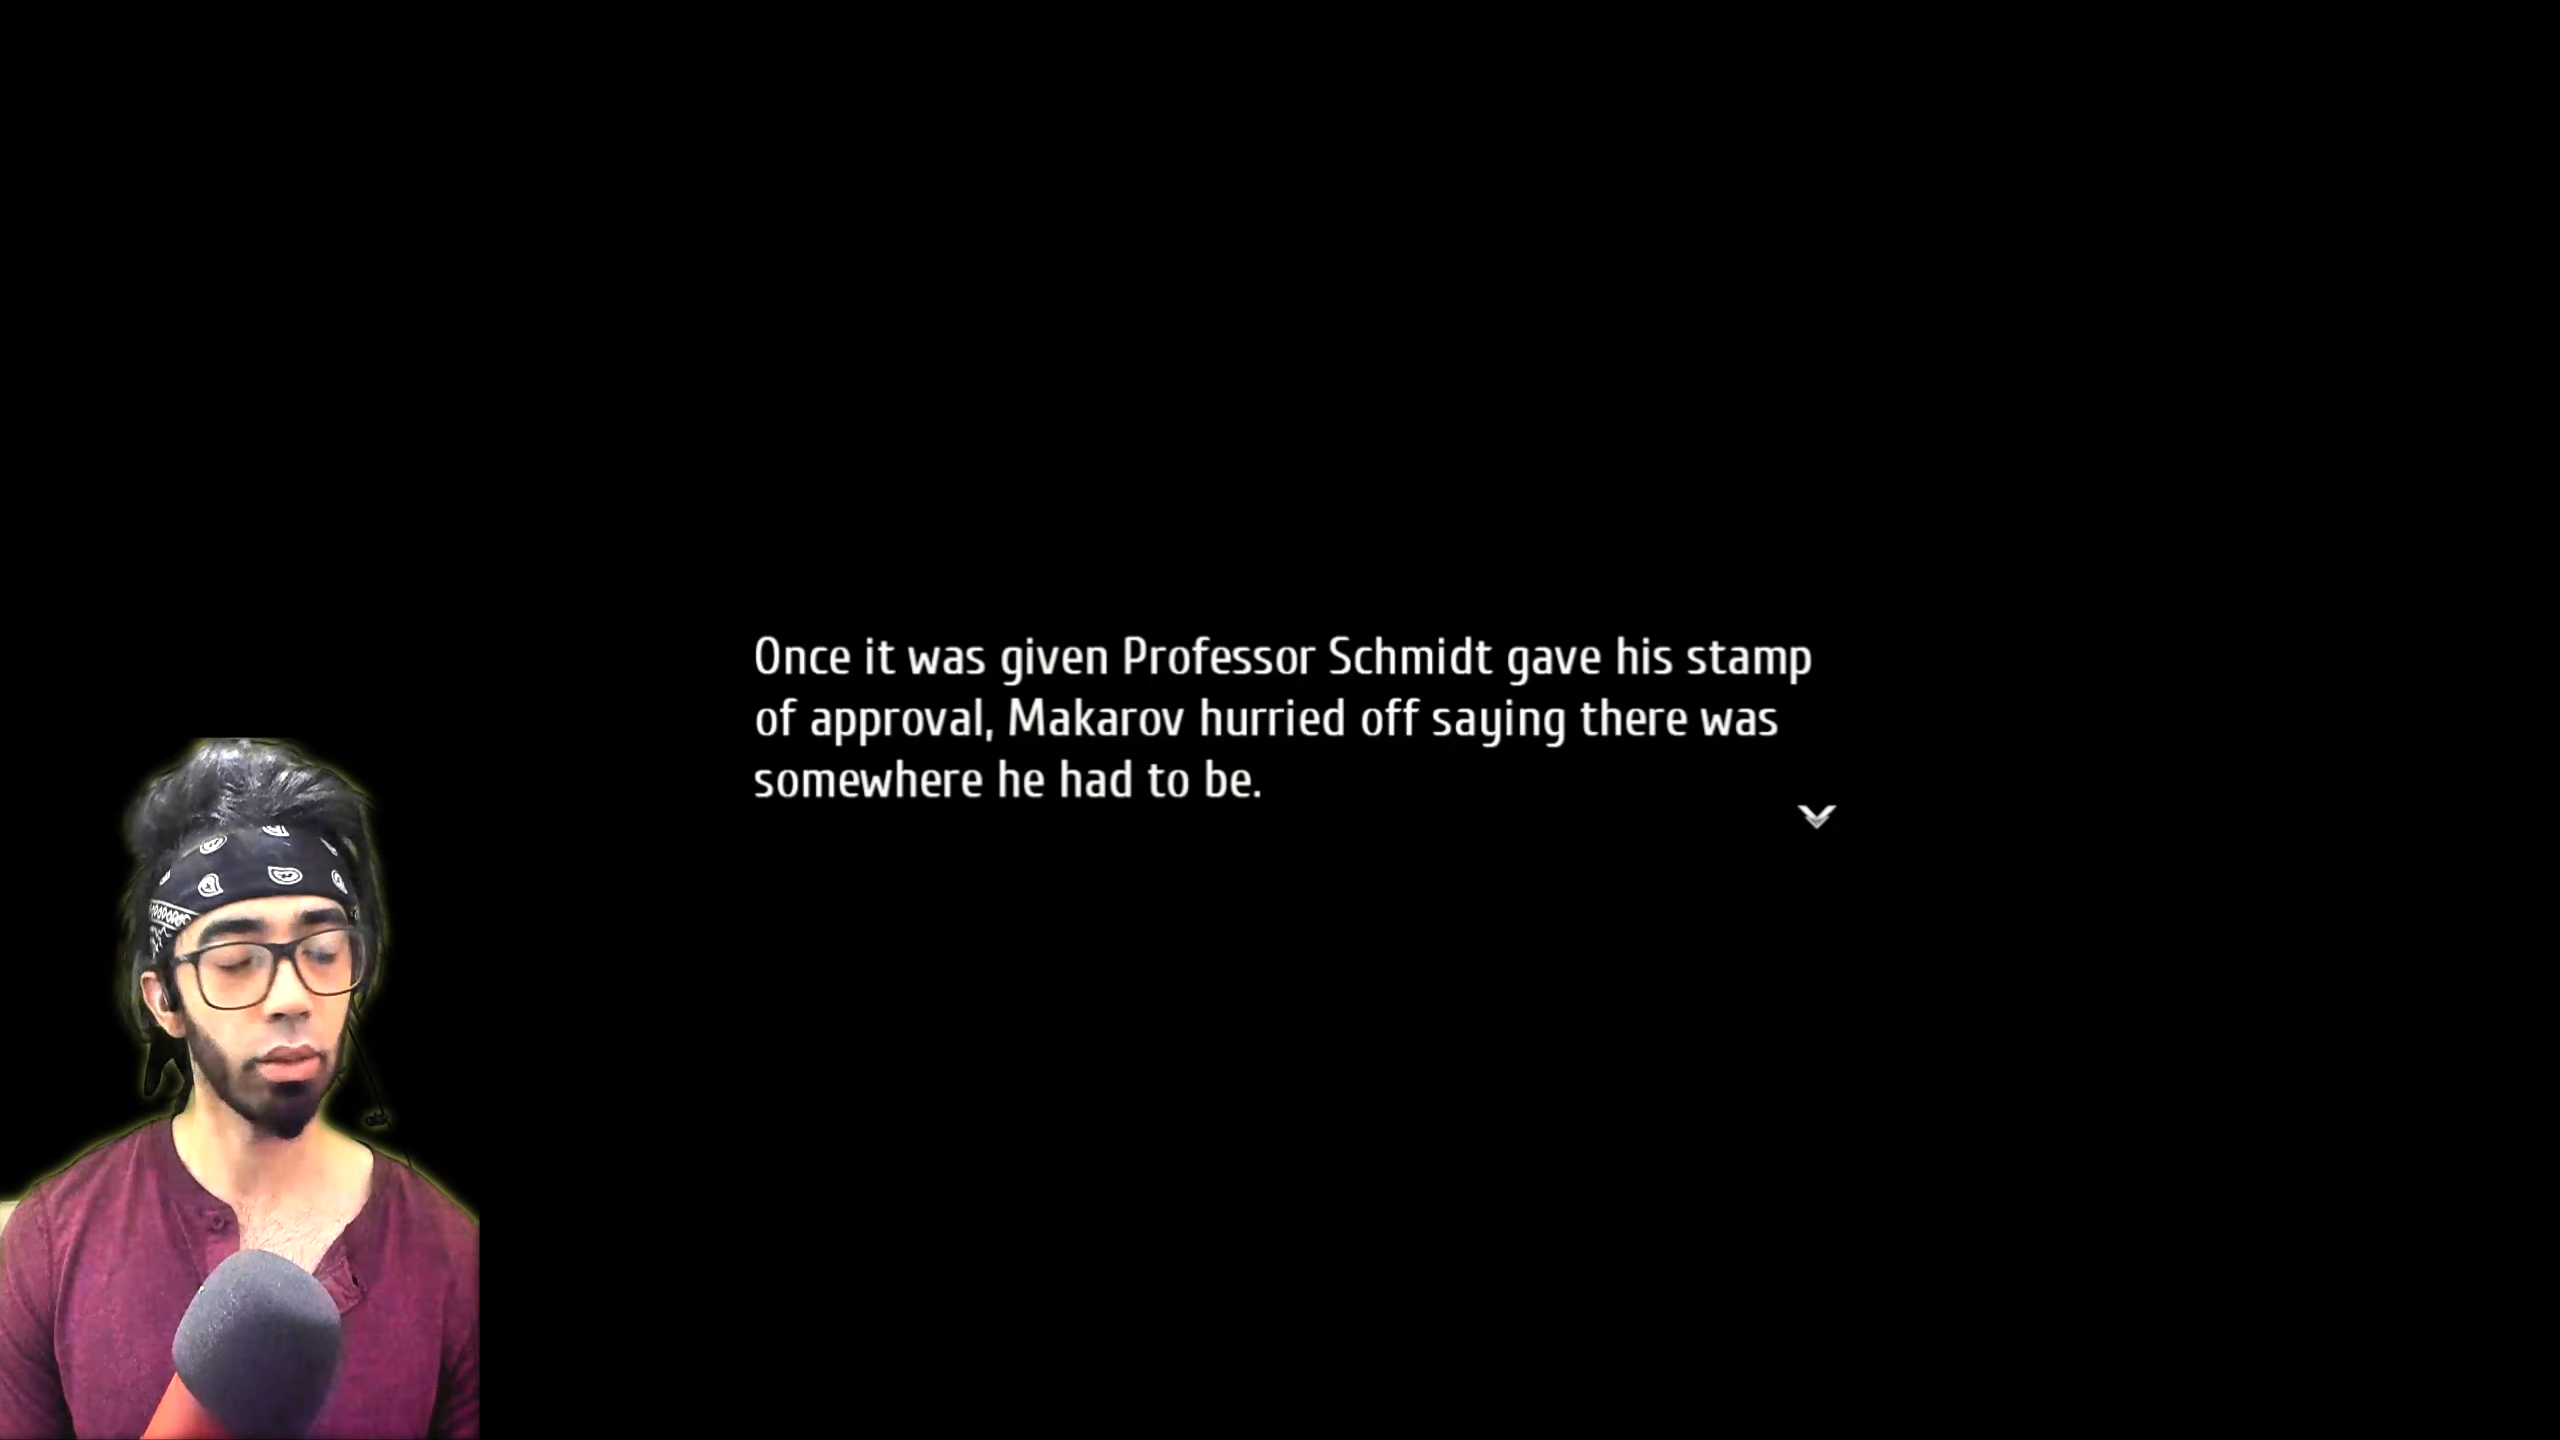 Once it was given Professor Schmidt gave his stamp
of approval, Makarov hurried off saying there was
somewhere he had to be.